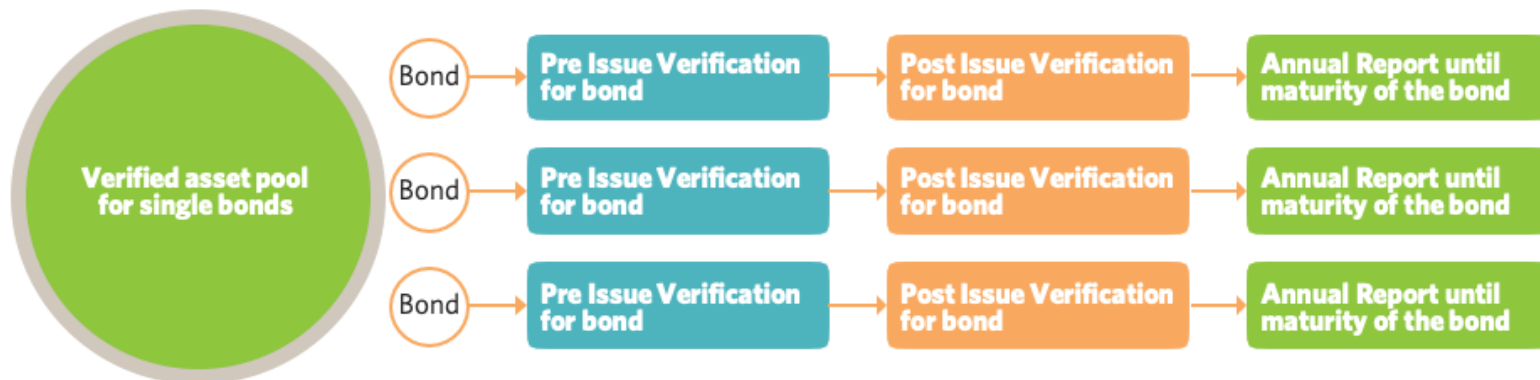 Verified asset pool
for single bonds
Bond
Pre Issue Verification
for bond
Post Issue Verification
for bond
Annual Report until
maturity of the bond
Bond
Pre Issue Verification
for bond
Post Issue Verification
for bond
Annual Report until
maturity of the bond
Bond
Pre Issue Verification
for bond
Post Issue Verification
for bond
Annual Report until
maturity of the bond